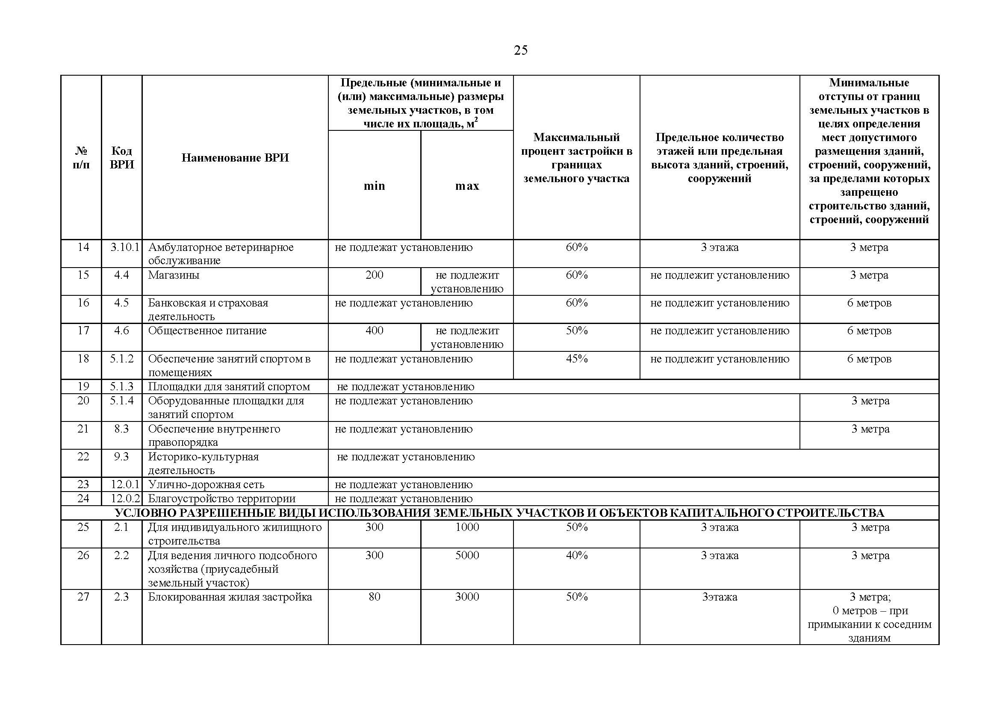 25
№
п/п
Код
ВРИ
Наименование ВРИ
Предельные (минимальные и
(или) максимальные) размеры
земельных участков, в том
числе их площадь, м²
min
max
Максимальный
процент застройки в
границах
земельного участка
Предельное количество
этажей или предельная
высота зданий, строений,
сооружений
Минимальные
отступы от границ
земельных участков в
целях определения
мест допустимого
размещения зданий,
строений, сооружений,
за пределами которых
запрещено
строительство зданий,
строений, сооружений
14 3.10.1 Амбулаторное ветеринарное не подлежат установлению 60% 3 этажа 3 метра
обслуживание
15 4.4 Магазины 200 не подлежит 60% не подлежит установлению 3 метра
установлению
16 4.5 Банковская и страховая не подлежат установлению 60% не подлежит установлению 6 метров
деятельность
17 4.6 Общественное питание 400 не подлежит 50% не подлежит установлению 6 метров
установлению
18 5.1.2 Обеспечение занятий спортом в не подлежат установлению 45% не подлежит установлению 6 метров
помещениях
19 5.1.3 Площадки для занятий спортом не подлежат установлению
20 5.1.4 Оборудованные площадки для не подлежат установлению 3 метра
занятий спортом
21 8.3 Обеспечение внутреннего не подлежат установлению 3 метра
правопорядка
22 9.3 Историко-культурная не подлежат установлению
деятельность
23 12.0.1 Улично-дорожная сеть не подлежат установлению
24 12.0.2 Благоустройство территории не подлежат установлению
УСЛОВНО РАЗРЕШЕННЫЕ ВИДЫ ИСПОЛЬЗОВАНИЯ ЗЕМЕЛЬНЫХ УЧАСТКОВ И ОБЪЕКТОВ КАПИТАЛЬНОГО СТРОИТЕЛЬСТВА
25 2.1 Для индивидуального жилищного 300 1000 50% 3 этажа 3 метра
строительства
26 2.2 Для ведения личного подсобного 300 5000 40% 3 этажа 3 метра
хозяйства (приусадебный
земельный участок)
27 2.3 Блокированная жилая застройка 80 3000 50% 3этажа 3 метра;
0 метров – при
примыкании к соседним
зданиям